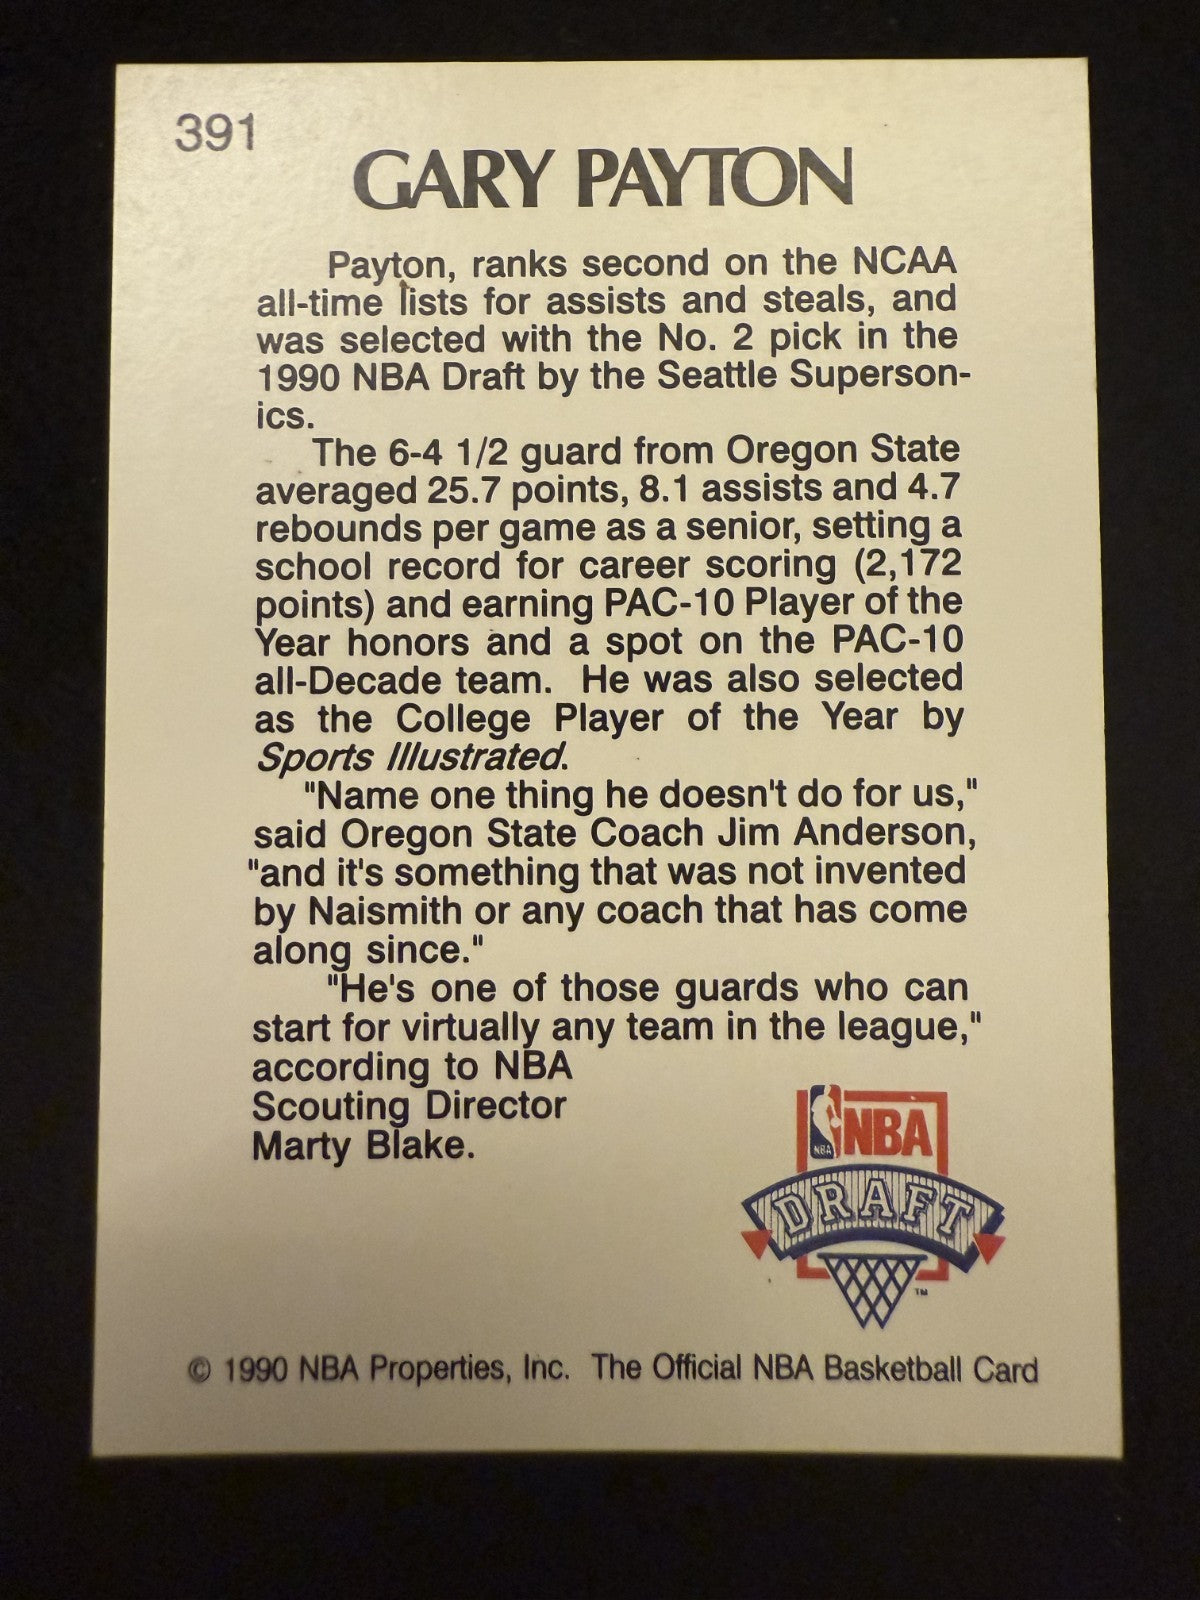 391
GARY PAYTON
Payton, ranks second on the NCAA
all-time lists for assists and steals, and
was selected with the No. 2 pick in the
1990 NBA Draft by the Seattle Superson-
ics.
The 6-4 1/2 guard from Oregon State
averaged 25.7 points, 8.1 assists and 4.7
rebounds per game as a senior, setting a
school record for career scoring (2,172
points) and earning PAC-10 Player of the
Year honors and a spot on the PAC-10
all-Decade team. He was also selected
as the College Player of the Year by
Sports Illustrated.
"Name one thing he doesn't do for us,"
said Oregon State Coach Jim Anderson,
"and it's something that was not invented
by Naismith or any coach that has come
along since."
"He's one of those guards who can
start for virtually any team in the league,"
according to NBA
Scouting Director
Marty Blake.
NBA
NBA
DRAFT
TM
© 1990 NBA Properties, Inc. The Official NBA Basketball Card